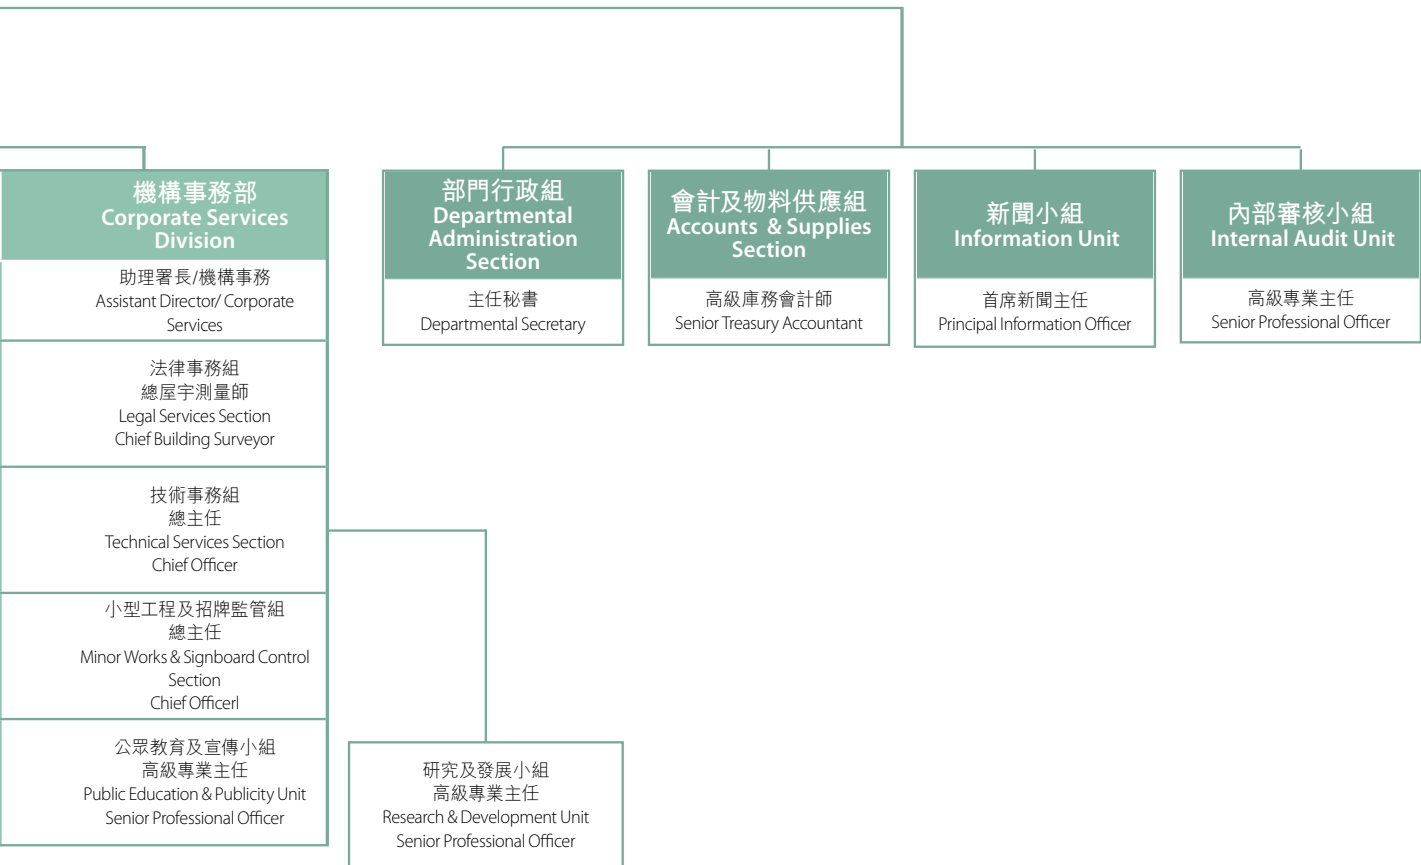 機構事務部
Corporate Services
Division
助理署長/機構事務
Assistant Director/ Corporate
Services
法律事務組
總屋宇測量師
Legal Services Section
Chief Building Surveyor
技術事務組
總主任
Technical Services Section
Chief Officer
小型工程及招牌監管組
總主任
Minor Works & Signboard Control
Section
Chief Officerl
公眾教育及宣傳小組
高級專業主任
Public Education & Publicity Unit
Senior Professional Officer
研究及發展小組
高級專業主任
Research & Development Unit
Senior Professional Officer
部門行政組
Departmental
Administration
Section
主任秘書
Departmental Secretary
會計及物料供應組
Accounts & Supplies
Section
高級庫務會計師
Senior Treasury Accountant
新聞小組
Information Unit
首席新聞主任
Principal Information Officer
內部審核小組
Internal Audit Unit
高級專業主任
Senior Professional Officer